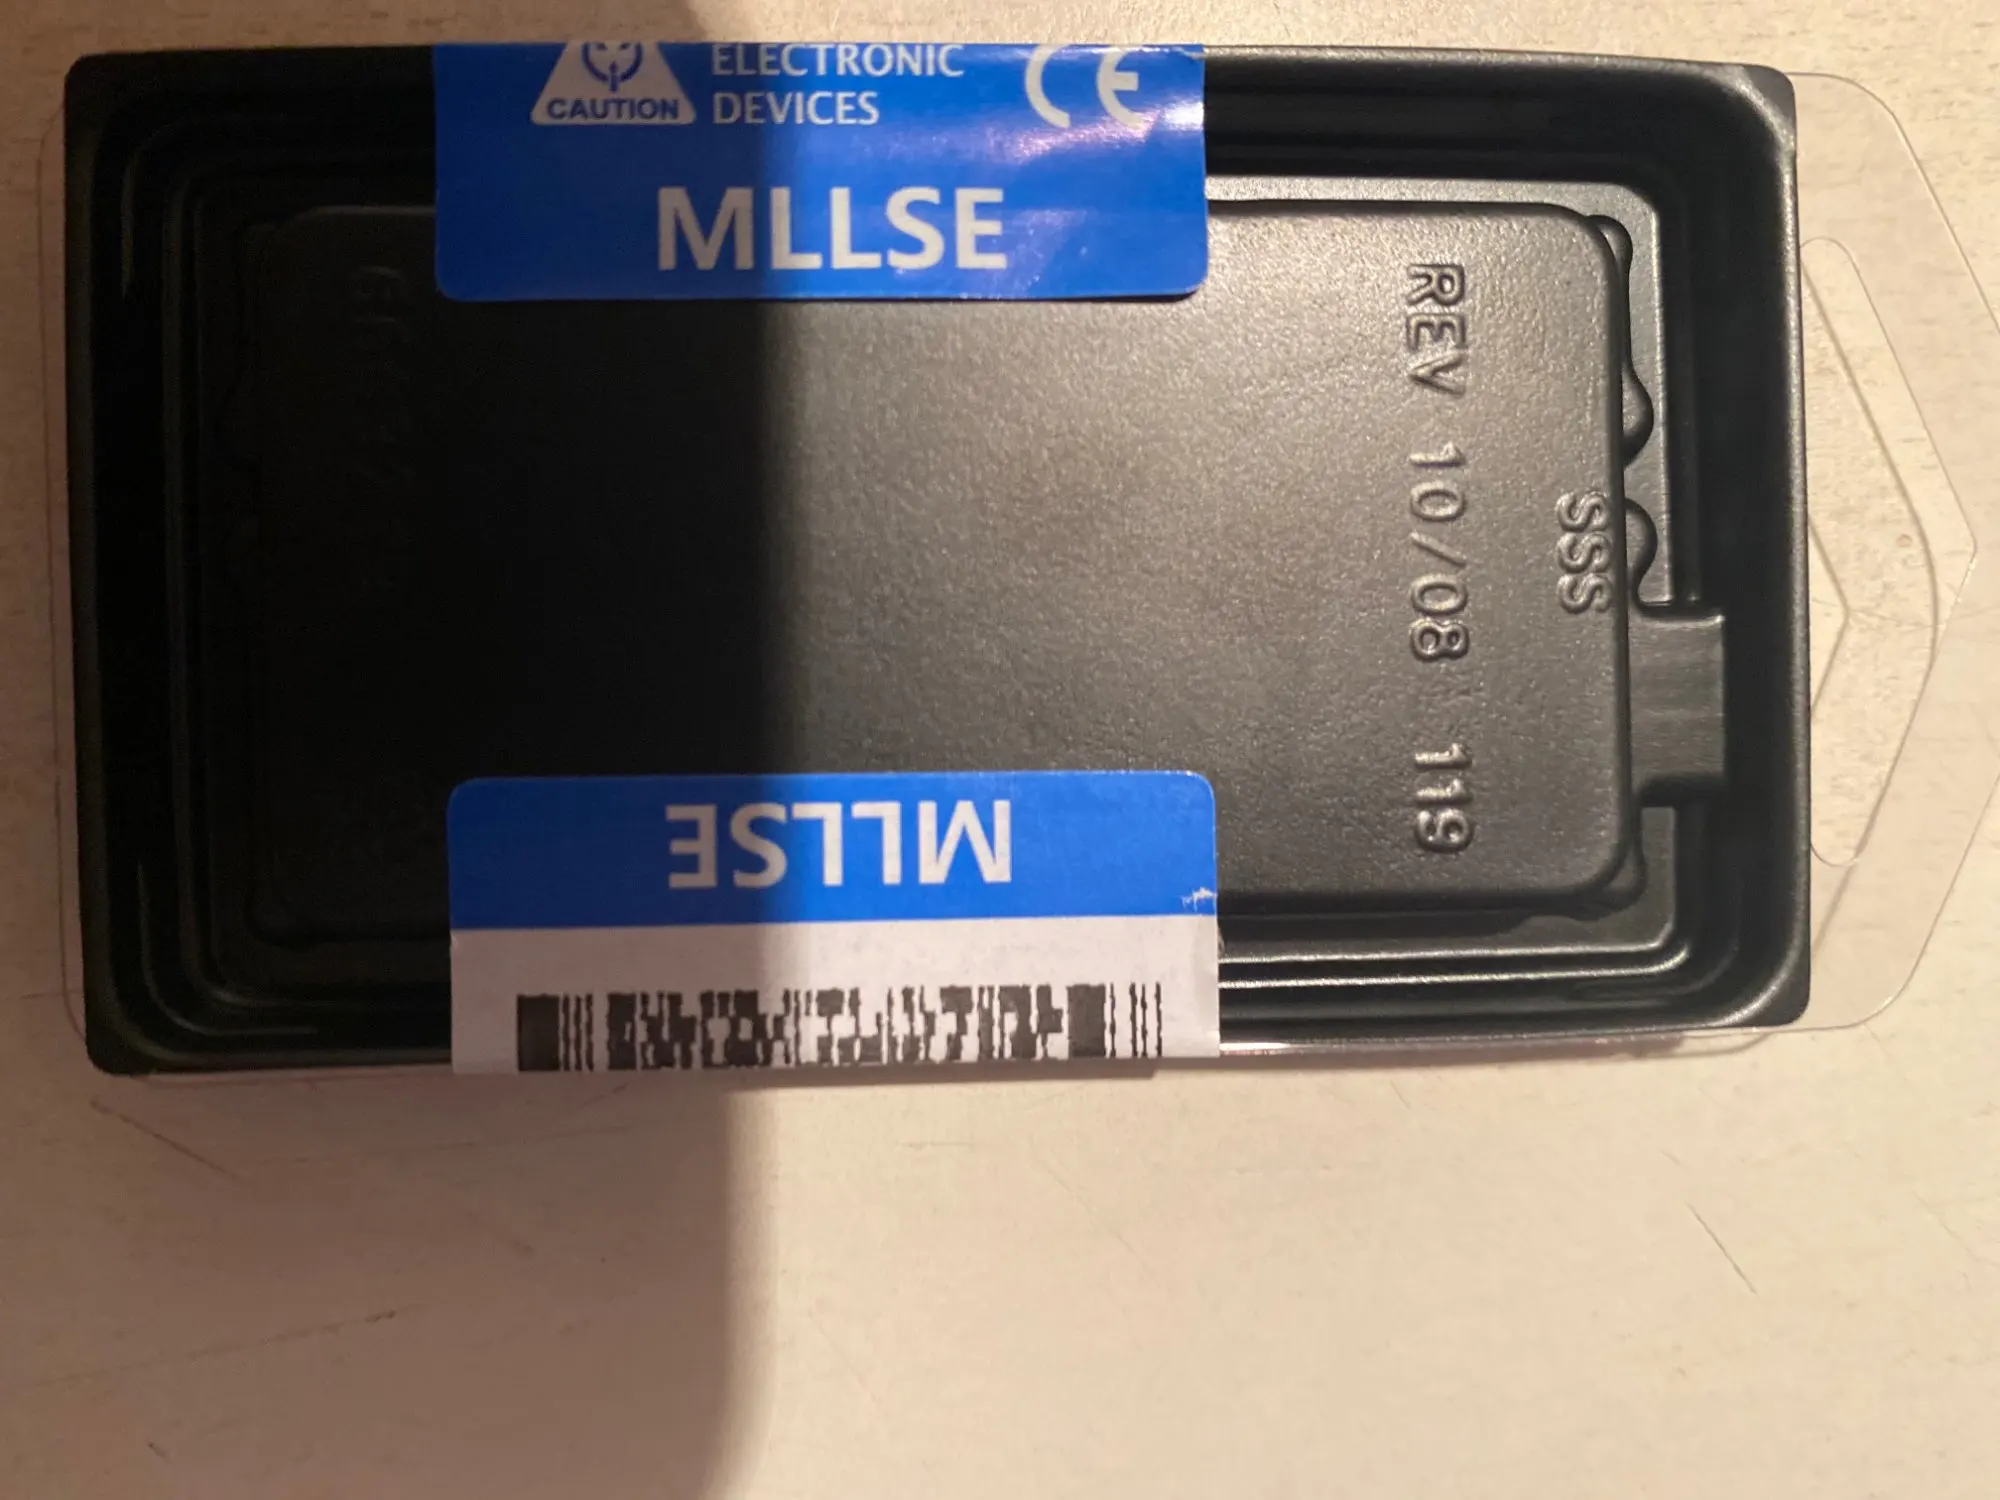 CAUTION
ELECTRONIC
DEVICES
CE
MLLSE
REV 10/08 119
SSS
MLLSE